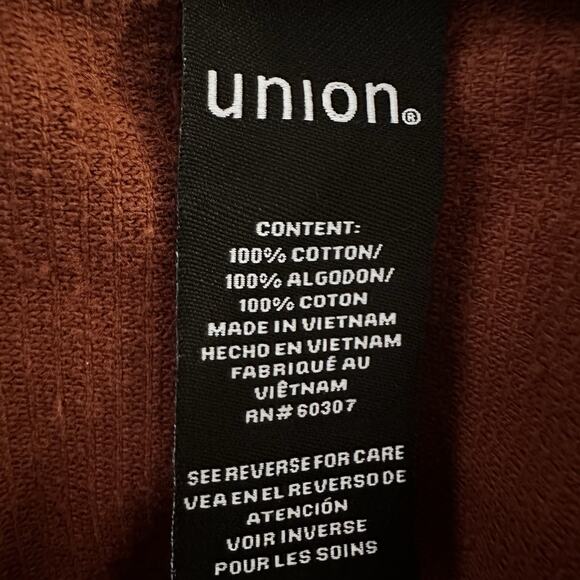 union®
CONTENT:
100% COTTON/
100% ALGODON/
100% COTON
MADE IN VIETNAM
HECHO EN VIETNAM
FABRIQUÉ AU
VIÊTNAM
RN# 60307
SEE REVERSE FOR CARE
VEA EN EL REVERSO DE
ATENCIÓN
VOIR INVERSE
POUR LES SOINS